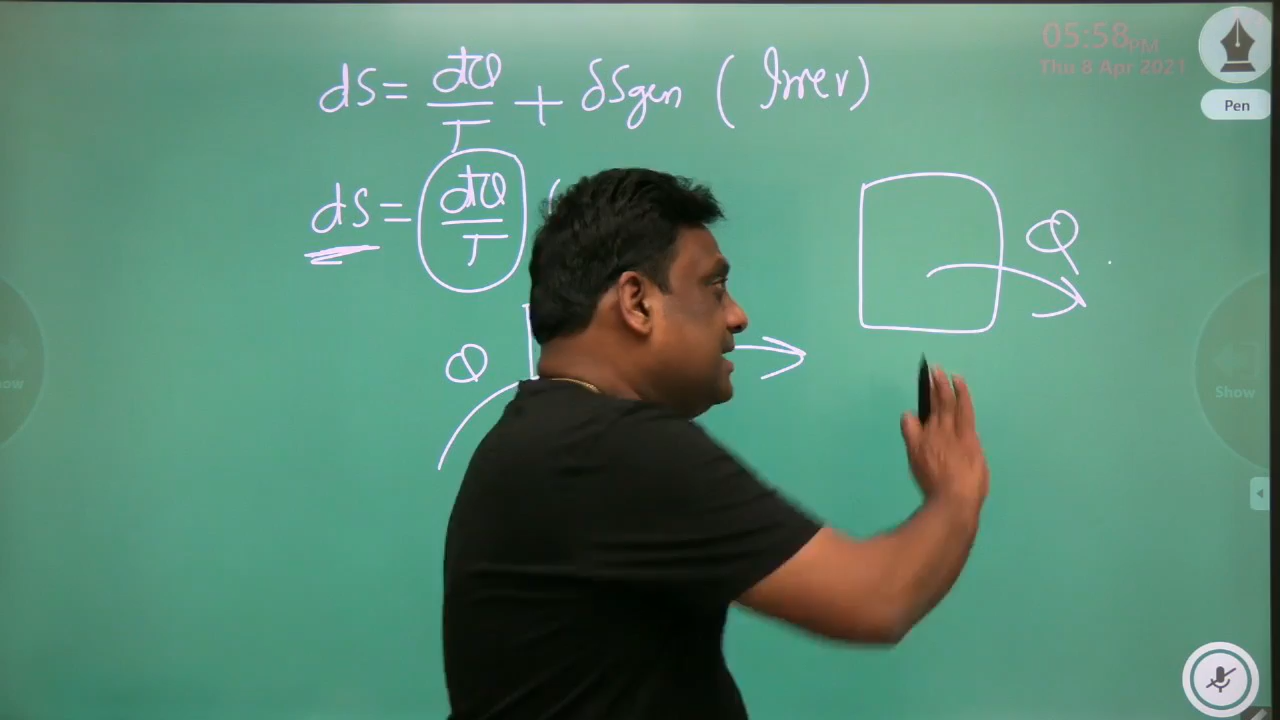 05:58PM
Thu 8 Apr 2021
Pen
dS = đQ/T + δSgen (Irrev)
dS = đQ/T (
Q
Q
Show